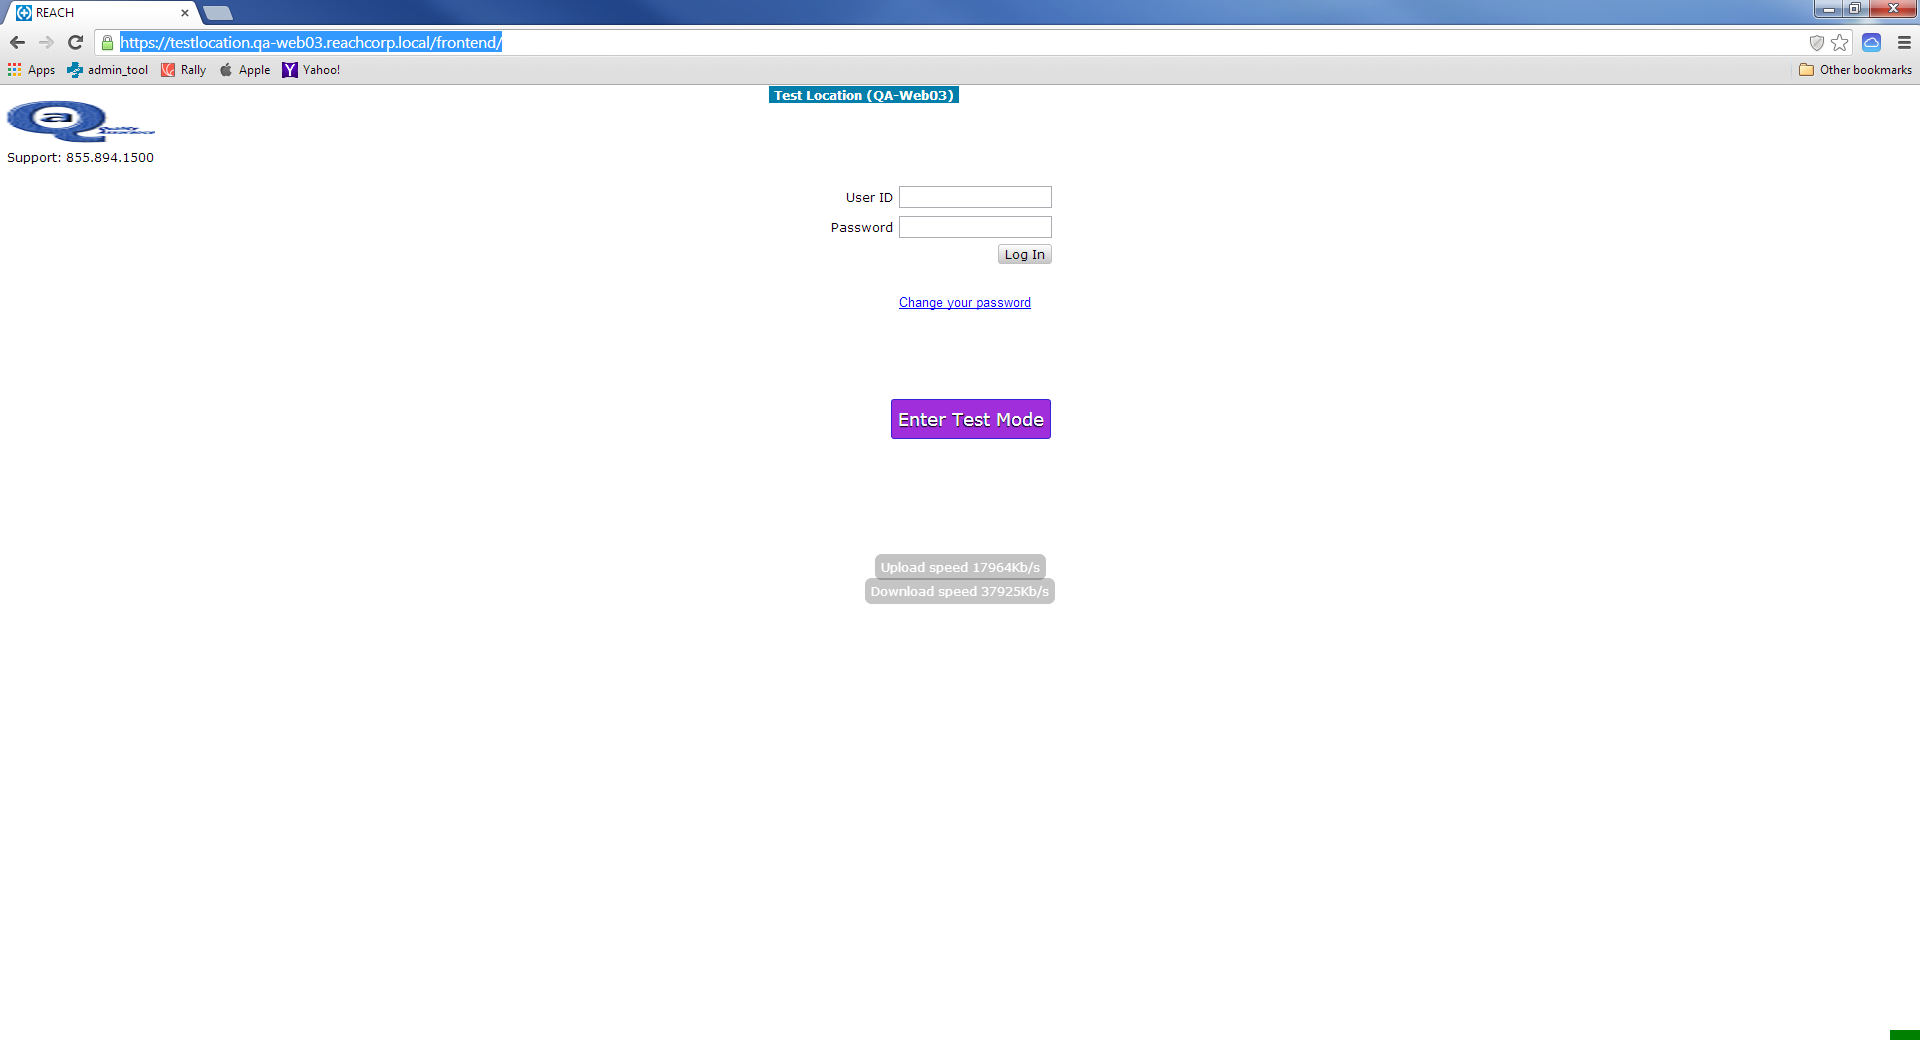 REACH
https://testlocation.qa-web03.reachcorp.local/frontend/
Apps admin_tool Rally Apple Yahoo! Other bookmarks
Test Location (QA-Web03)
a
Quality
Assurance
Support: 855.894.1500
User ID
Password
Log In
Change your password
Enter Test Mode
Upload speed 17964Kb/s
Download speed 37925Kb/s